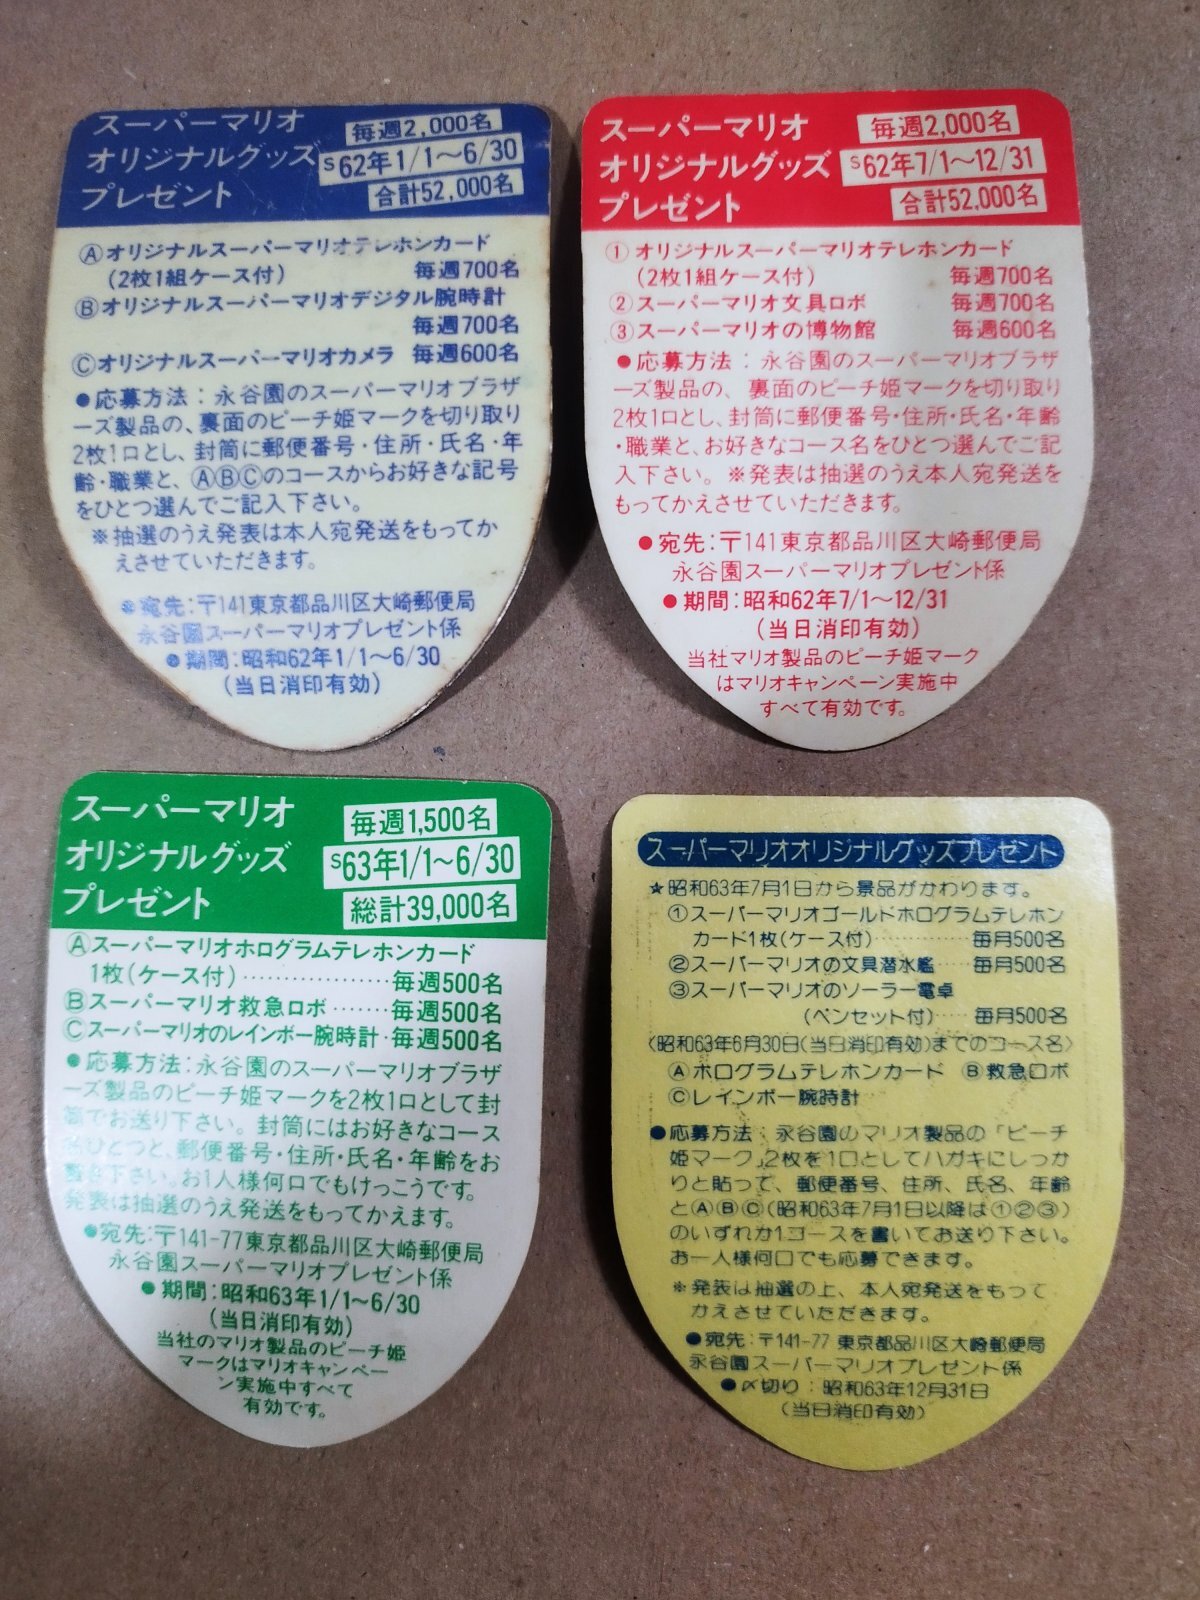 スーパーマリオ
オリジナルグッズ
プレゼント
毎週2,000名
S62年1/1〜6/30
合計52,000名
Ⓐオリジナルスーパーマリオテレホンカード
(2枚1組ケース付) 毎週700名
Ⓑオリジナルスーパーマリオデジタル腕時計
毎週700名
Ⓒオリジナルスーパーマリオカメラ 毎週600名
●応募方法：永谷園のスーパーマリオブラザ
ーズ製品の、裏面のピーチ姫マークを切り取り
2枚1口とし、封筒に郵便番号・住所・氏名・年
齢・職業と、ⒶⒷⒸのコースからお好きな記号
をひとつ選んでご記入下さい。
※抽選のうえ発表は本人宛発送をもってか
えさせていただきます。
●宛先：〒141東京都品川区大崎郵便局
永谷園スーパーマリオプレゼント係
●期間：昭和62年1/1〜6/30
(当日消印有効)
スーパーマリオ
オリジナルグッズ
プレゼント
毎週2,000名
S62年7/1〜12/31
合計52,000名
①オリジナルスーパーマリオテレホンカード
(2枚1組ケース付) 毎週700名
②スーパーマリオ文具ロボ 毎週700名
③スーパーマリオの博物館 毎週600名
●応募方法：永谷園のスーパーマリオブラザ
ーズ製品の、裏面のピーチ姫マークを切り取り
2枚1口とし、封筒に郵便番号・住所・氏名・年齢
・職業と、お好きなコース名をひとつ選んでご記
入下さい。※発表は抽選のうえ本人宛発送を
もってかえさせていただきます。
●宛先：〒141東京都品川区大崎郵便局
永谷園スーパーマリオプレゼント係
●期間：昭和62年7/1〜12/31
(当日消印有効)
当社マリオ製品のピーチ姫マーク
はマリオキャンペーン実施中
すべて有効です。
スーパーマリオ
オリジナルグッズ
プレゼント
毎週1,500名
S63年1/1〜6/30
総計39,000名
Ⓐスーパーマリオホログラムテレホンカード
1枚(ケース付)……………毎週500名
Ⓑスーパーマリオ救急ロボ……毎週500名
Ⓒスーパーマリオのレインボー腕時計・毎週500名
●応募方法：永谷園のスーパーマリオブラザ
ーズ製品のピーチ姫マークを2枚1口として封
筒でお送り下さい。封筒にはお好きなコース
をひとつと、郵便番号・住所・氏名・年齢をお
書き下さい。お1人様何口でもけっこうです。
発表は抽選のうえ発送をもってかえます。
●宛先：〒141-77東京都品川区大崎郵便局
永谷園スーパーマリオプレゼント係
●期間：昭和63年1/1〜6/30
(当日消印有効)
当社のマリオ製品のピーチ姫
マークはマリオキャンペー
ン実施中すべて
有効です。
スーパーマリオオリジナルグッズプレゼント
★昭和63年7月1日から景品がかわります。
①スーパーマリオゴールドホログラムテレホン
カード1枚(ケース付)…………毎月500名
②スーパーマリオの文具潜水艦……毎月500名
③スーパーマリオのソーラー電卓
(ペンセット付)……毎月500名
〈昭和63年6月30日(当日消印有効)までのコース名〉
Ⓐホログラムテレホンカード Ⓑ救急ロボ
Ⓒレインボー腕時計
●応募方法：永谷園のマリオ製品の「ピーチ
姫マーク」2枚を1口としてハガキにしっか
りと貼って、郵便番号、住所、氏名、年齢
とⒶⒷⒸ(昭和63年7月1日以降は①②③)
のいずれか1コースを書いてお送り下さい。
お一人様何口でも応募できます。
※発表は抽選の上、本人宛発送をもって
かえさせていただきます。
●宛先：〒141-77 東京都品川区大崎郵便局
永谷園スーパーマリオプレゼント係
●〆切り：昭和63年12月31日
(当日消印有効)